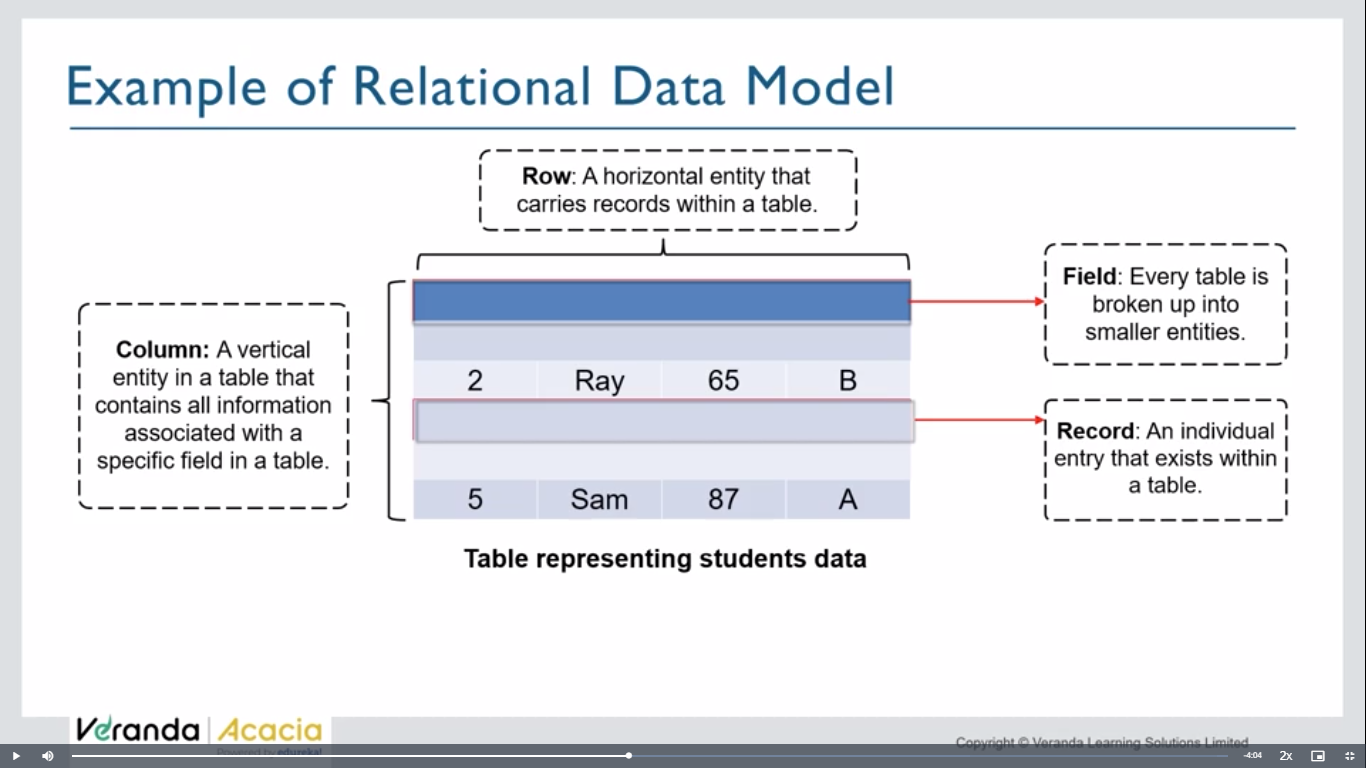 Example of Relational Data Model
Row: A horizontal entity that
carries records within a table.
Field: Every table is
broken up into
smaller entities.
Column: A vertical
entity in a table that
contains all information
associated with a
specific field in a table.
2 Ray 65 B
Record: An individual
entry that exists within
a table.
5 Sam 87 A
Table representing students data
Veranda | Acacia
Powered by edureka!
Copyright © Veranda Learning Solutions Limited
-4:04 2x